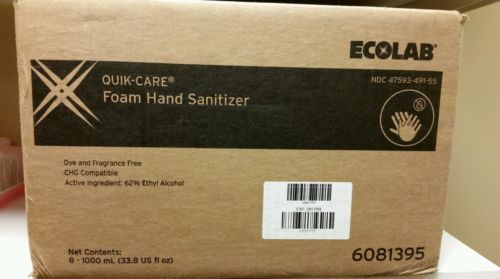 ECOLAB®
QUIK-CARE®
Foam Hand Sanitizer
NDC 47593-491-55
Dye and Fragrance Free
CHG Compatible
Active Ingredient: 62% Ethyl Alcohol
Net Contents:
8 - 1000 mL (33.8 US fl oz)
6081395